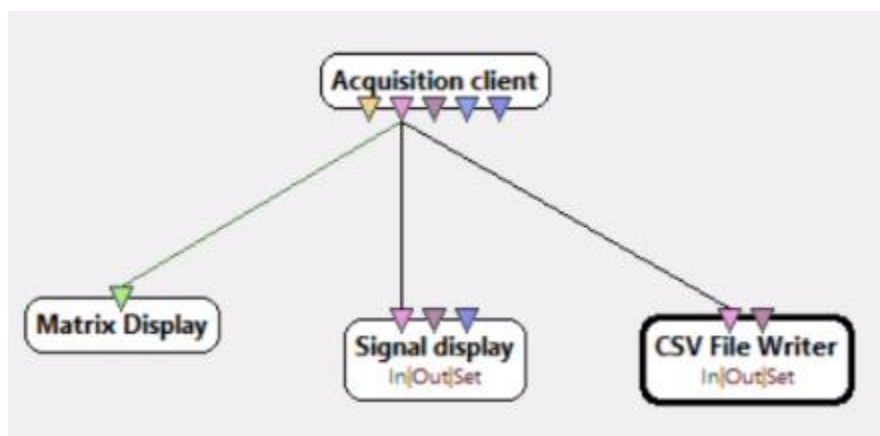 Acquisition client
Matrix Display
Signal display
In|Out|Set
CSV File Writer
In|Out|Set